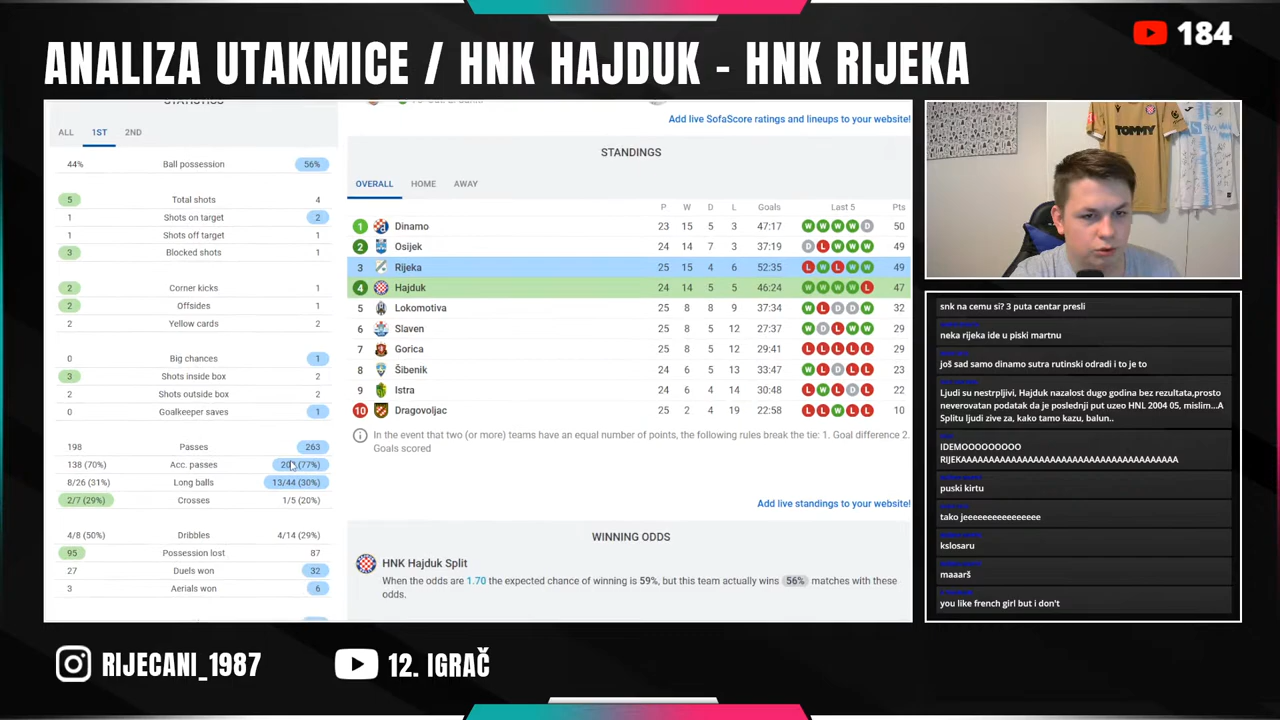 ANALIZA UTAKMICE / HNK HAJDUK - HNK RIJEKA
184
ALL 1ST 2ND
44% Ball possession 56%
5 Total shots 4
1 Shots on target 2
1 Shots off target 1
3 Blocked shots 1
2 Corner kicks 1
2 Offsides 1
2 Yellow cards 2
0 Big chances 1
3 Shots inside box 2
2 Shots outside box 2
0 Goalkeeper saves 1
198 Passes 263
138 (70%) Acc. passes (77%)
8/26 (31%) Long balls 13/44 (30%)
2/7 (29%) Crosses 1/5 (20%)
4/8 (50%) Dribbles 4/14 (29%)
95 Possession lost 87
27 Duels won 32
3 Aerials won 6
Add live SofaScore ratings and lineups to your website!
STANDINGS
OVERALL HOME AWAY
P W D L Goals Last 5 Pts
1 Dinamo 23 15 5 3 47:17 W W W W D 50
2 Osijek 24 14 7 3 37:19 D L W W W 49
3 Rijeka 25 15 4 6 52:35 L W L W W 49
4 Hajduk 24 14 5 5 46:24 W W W W L 47
5 Lokomotiva 25 8 8 9 37:34 W L D D W 32
6 Slaven 25 8 5 12 27:37 W D L W W 29
7 Gorica 25 8 5 12 29:41 L L L L L 29
8 Šibenik 24 6 5 13 33:47 W L D L L 23
9 Istra 24 6 4 14 30:48 L W L D L 22
10 Dragovoljac 25 2 4 19 22:58 L L W L L 10
In the event that two (or more) teams have an equal number of points, the following rules break the tie: 1. Goal difference 2.
Goals scored
Add live standings to your website!
WINNING ODDS
HNK Hajduk Split
When the odds are 1.70 the expected chance of winning is 59%, but this team actually wins 56% matches with these
odds.
TOMMY
snk na cemu si? 3 puta centar presli
neka rijeka ide u piski martnu
još sad samo dinamo sutra rutinski odradi i to je to
Ljudi su nestrpljivi, Hajduk nazalost dugo godina bez rezultata,prosto
neverovatan podatak da je poslednji put uzeo HNL 2004 05, mislim...A
Splitu ljudi zive za, kako tamo kazu, balun..
IDEMOOOOOOOO
RIJEKAAAAAAAAAAAAAAAAAAAAAAAAAAAAAAAAAAAAAA
puski kirtu
tako jeeeeeeeeeeeeeeee
kslosaru
maaarš
you like french girl but i don't
RIJECANI_1987
12. IGRAČ